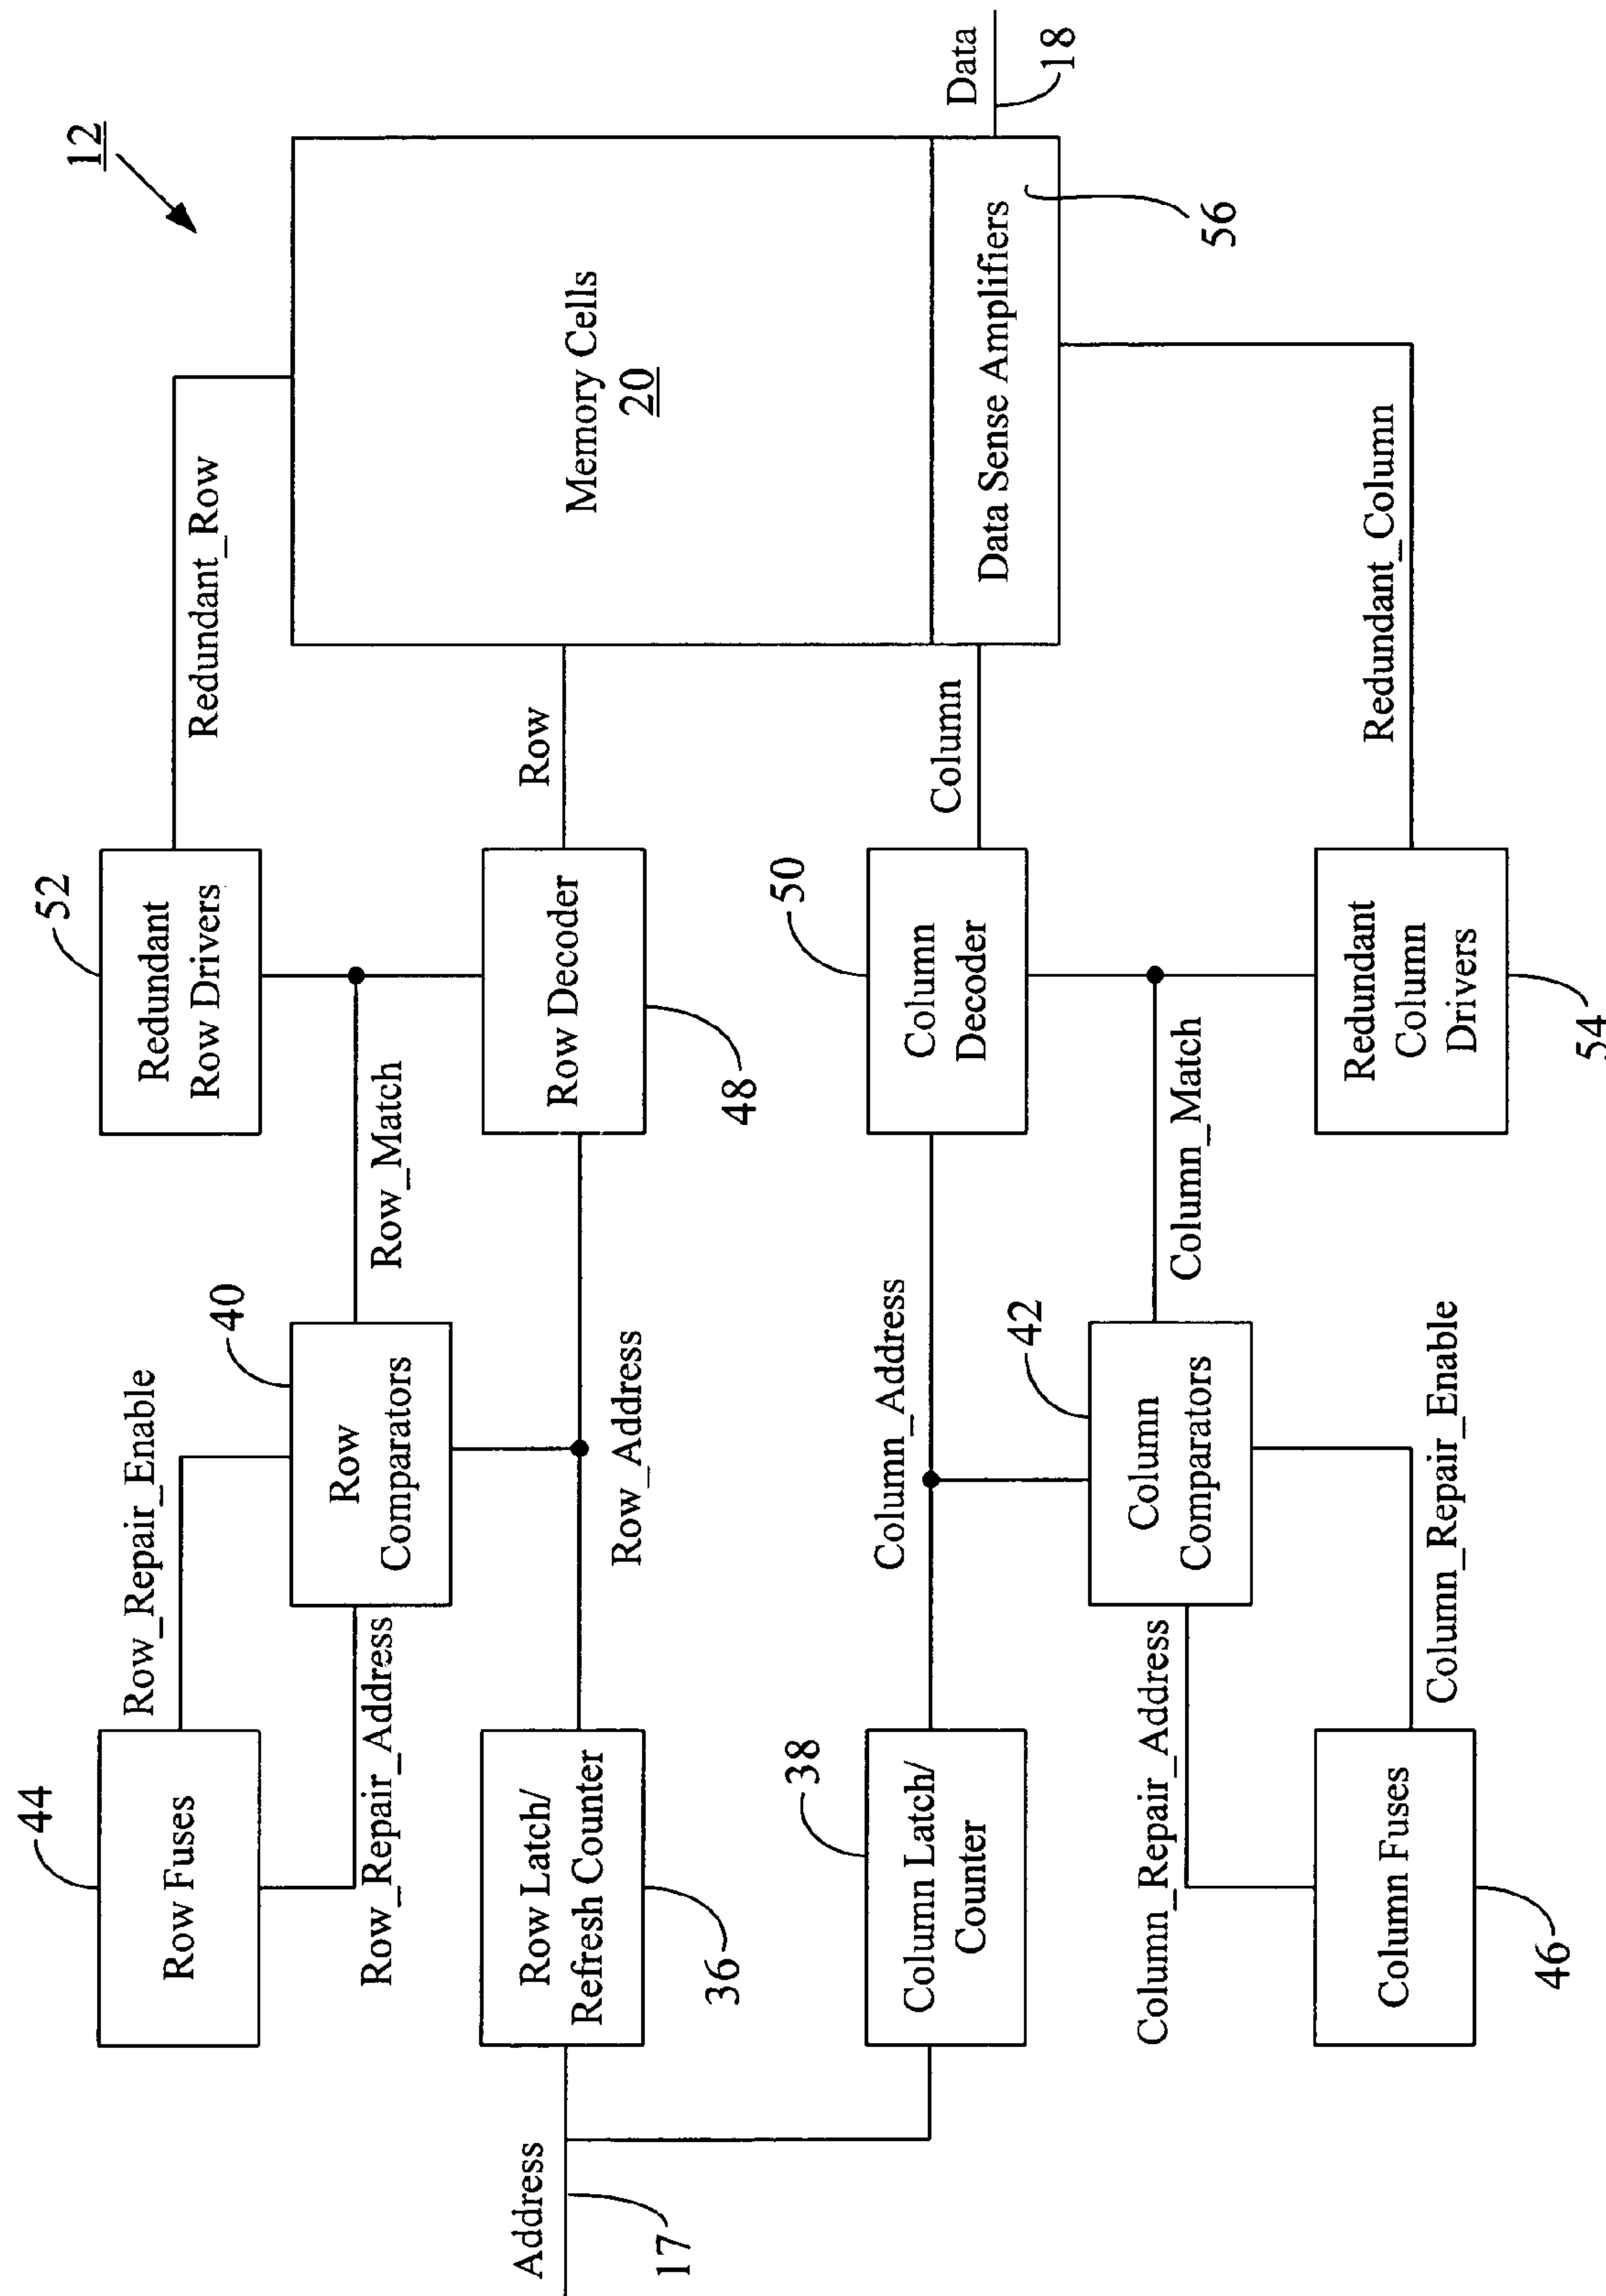 12
44
Row Fuses
Row_Repair_Enable
Row_Repair_Address
40
Row
Comparators
Row_Match
52
Redundant
Row Drivers
Redundant_Row
Address
17
Row Latch/
Refresh Counter
36
Row_Address
Row Decoder
48
Row
Memory Cells
20
38
Column Latch/
Counter
Column_Address
50
Column
Decoder
Column
Data Sense Amplifiers
56
Data
18
Column_Repair_Address
42
Column
Comparators
Column_Match
Column Fuses
46
Column_Repair_Enable
Redundant
Column
Drivers
54
Redundant_Column